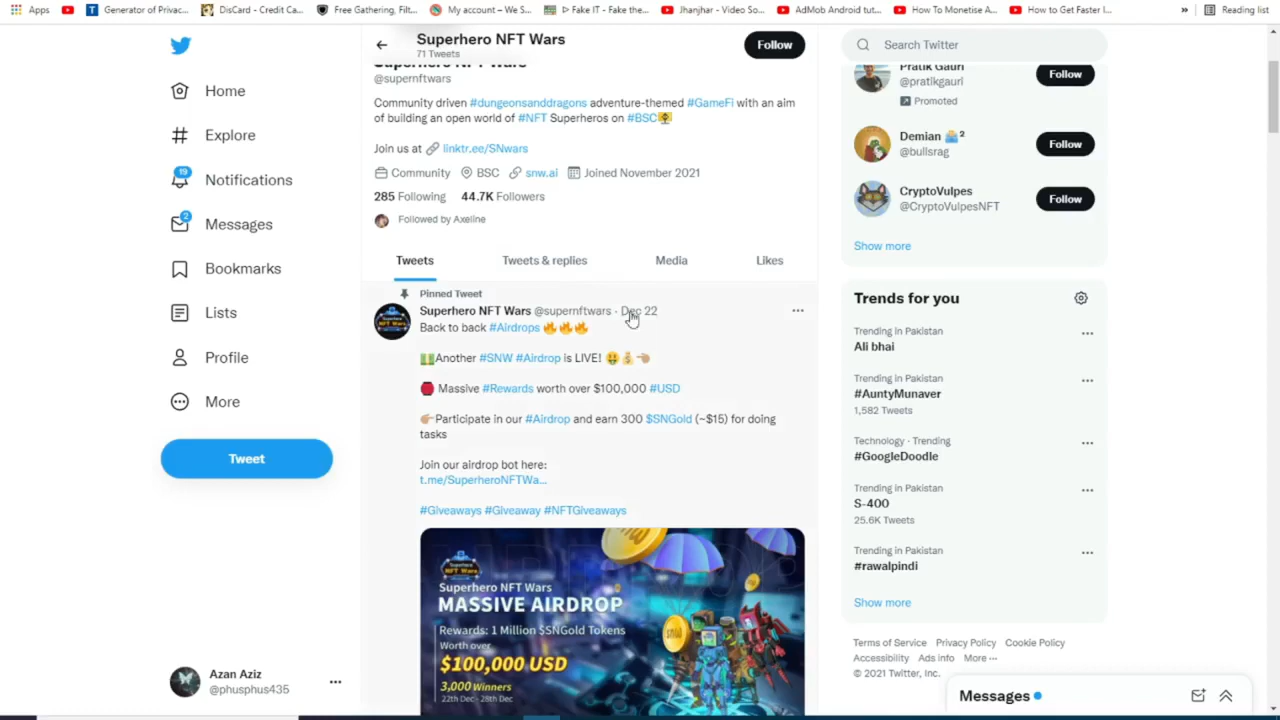 Apps
Generator of Privac...
DisCard - Credit Ca...
Free Gathering, Filt...
My account – We S...
ᐅ Fake IT - Fake the...
Jhanjhar - Video So...
AdMob Android tut...
How To Monetise A...
How to Get Faster I...
»
Reading list
Superhero NFT Wars
71 Tweets
Follow
Search Twitter
Home
Explore
19
Notifications
2
Messages
Bookmarks
Lists
Profile
More
Tweet
Azan Aziz
@phusphus435
Superhero NFT Wars
@supernftwars
Community driven #dungeonsanddragons adventure-themed #GameFi with an aim
of building an open world of #NFT Superheros on #BSC
Join us at 🔗 linktr.ee/SNwars
Community BSC snw.ai Joined November 2021
285 Following 44.7K Followers
Followed by Axeline
Tweets Tweets & replies Media Likes
Pinned Tweet
Superhero NFT Wars @supernftwars · Dec 22
Back to back #Airdrops 🔥🔥🔥
💵Another #SNW #Airdrop is LIVE! 🤑💰👈🏼
Massive #Rewards worth over $100,000 #USD
👉🏼Participate in our #Airdrop and earn 300 $SNGold (~$15) for doing
tasks
Join our airdrop bot here:
t.me/SuperheroNFTWa...
#Giveaways #Giveaway #NFTGiveaways
Superhero
NFT Wars
Superhero NFT Wars
MASSIVE AIRDROP
Rewards: 1 Million $SNGold Tokens
Worth over
$100,000 USD
3,000 Winners
22th Dec - 28th Dec
Pratik Gauri
@pratikgauri
Promoted
Follow
Demian
@bullsrag
Follow
CryptoVulpes
@CryptoVulpesNFT
Follow
Show more
Trends for you
Trending in Pakistan
Ali bhai
Trending in Pakistan
#AuntyMunaver
1,582 Tweets
Technology · Trending
#GoogleDoodle
Trending in Pakistan
S-400
25.6K Tweets
Trending in Pakistan
#rawalpindi
Show more
Terms of Service Privacy Policy Cookie Policy
Accessibility Ads info More ···
© 2021 Twitter, Inc.
Messages